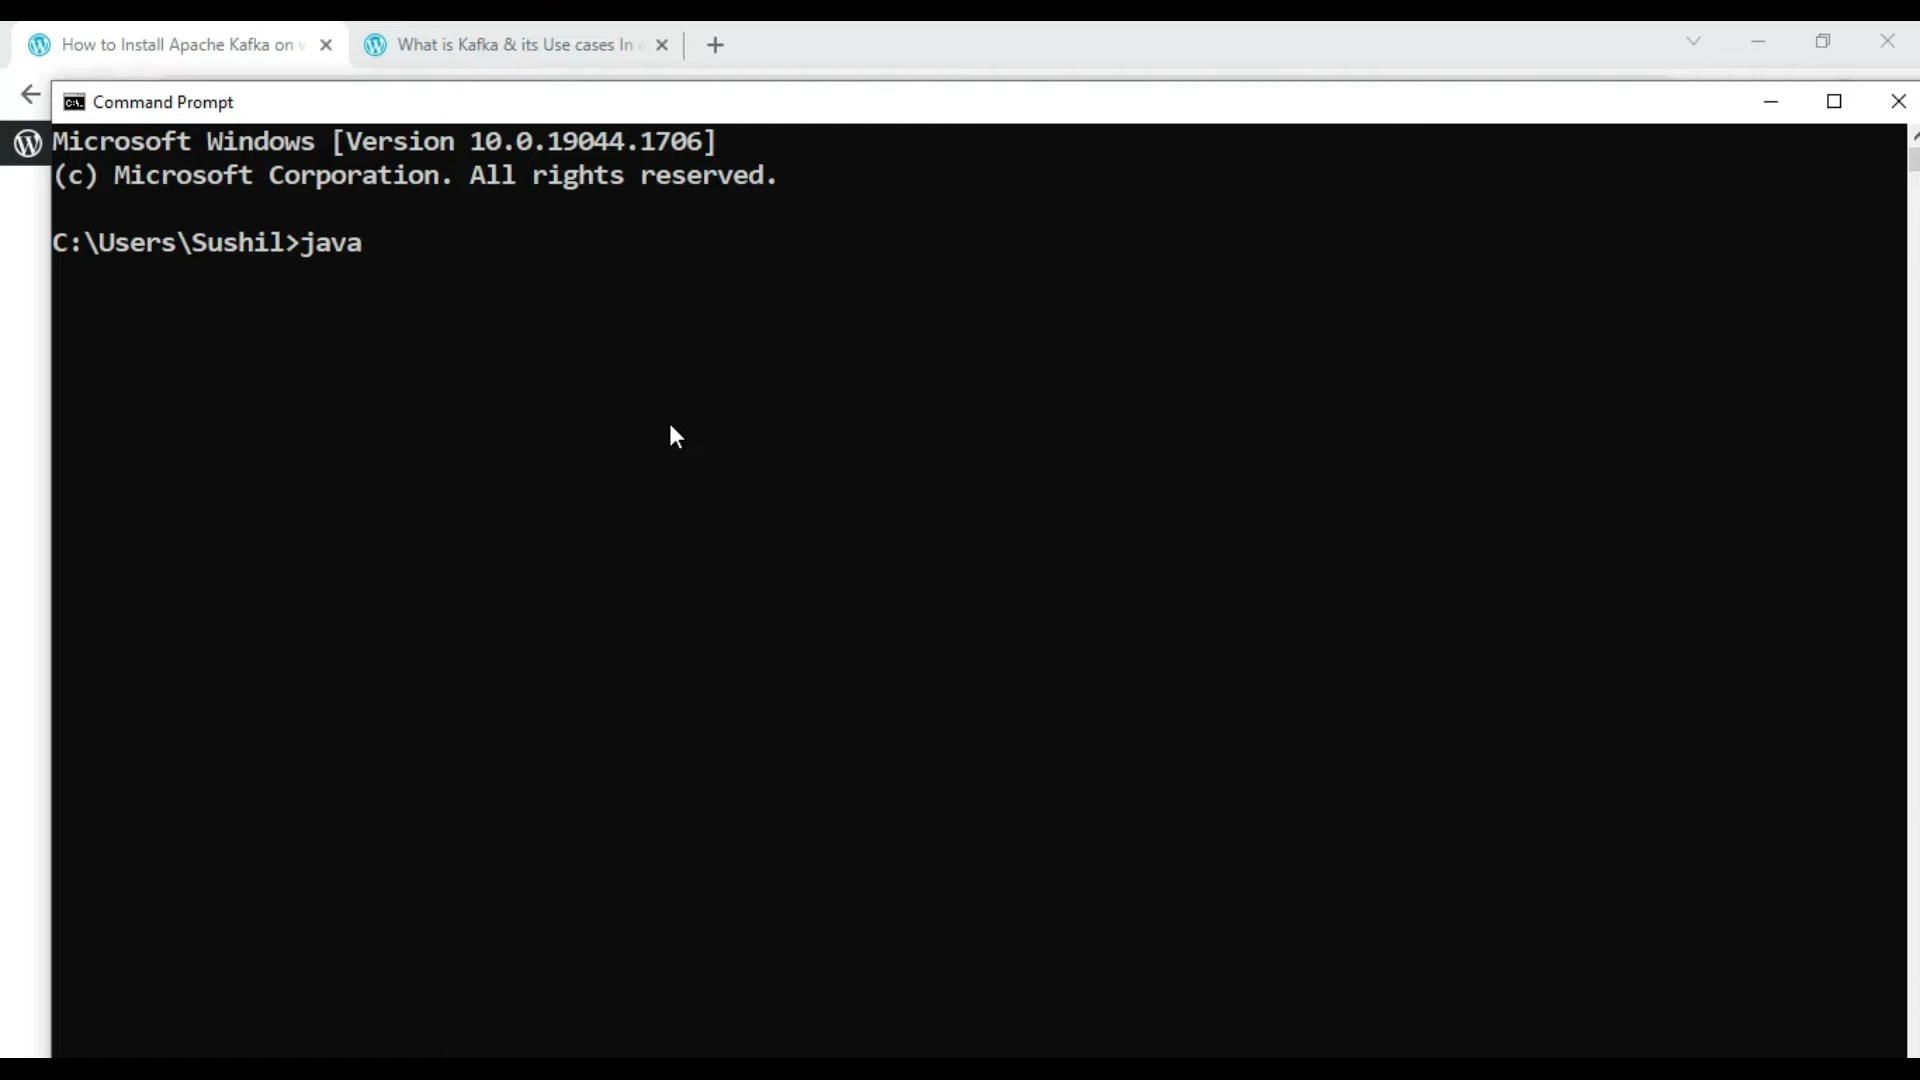 How to Install Apache Kafka on
What is Kafka & its Use cases In
Command Prompt
Microsoft Windows [Version 10.0.19044.1706]
(c) Microsoft Corporation. All rights reserved.
C:\Users\Sushil>java